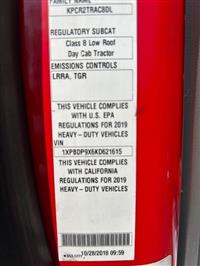 FAMILY NAME
KPCR2TRAC8DL
REGULATORY SUBCAT
Class 8 Low Roof
Day Cab Tractor
EMISSIONS CONTROLS
LRRA, TGR
THIS VEHICLE COMPLIES
WITH U.S. EPA
REGULATIONS FOR 2019
HEAVY - DUTY VEHICLES
VIN
1XPBDP9X6KD621615
THIS VEHICLE COMPLIES
WITH CALIFORNIA
REGULATIONS FOR 2019
HEAVY - DUTY VEHICLES
10/28/2018 09:59